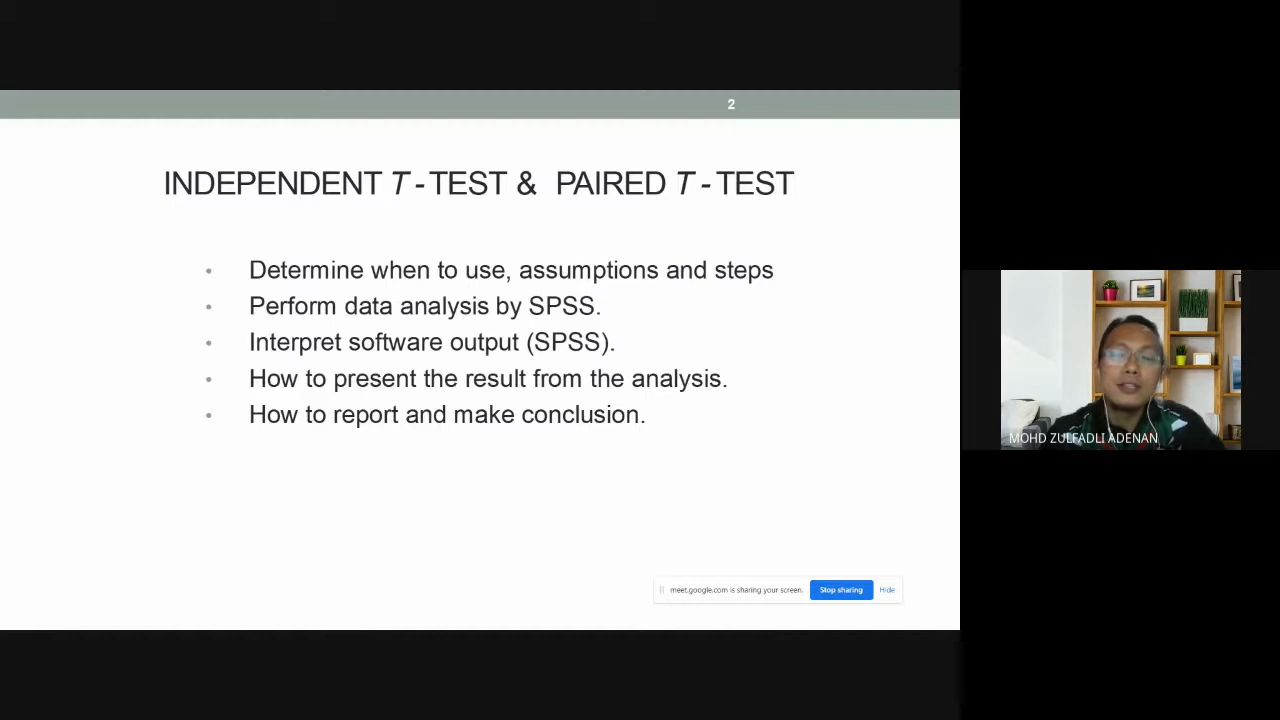 2
INDEPENDENT T - TEST & PAIRED T - TEST
• Determine when to use, assumptions and steps
• Perform data analysis by SPSS.
• Interpret software output (SPSS).
• How to present the result from the analysis.
• How to report and make conclusion.
meet.google.com is sharing your screen. Stop sharing Hide
MOHD ZULFADLI ADENAN